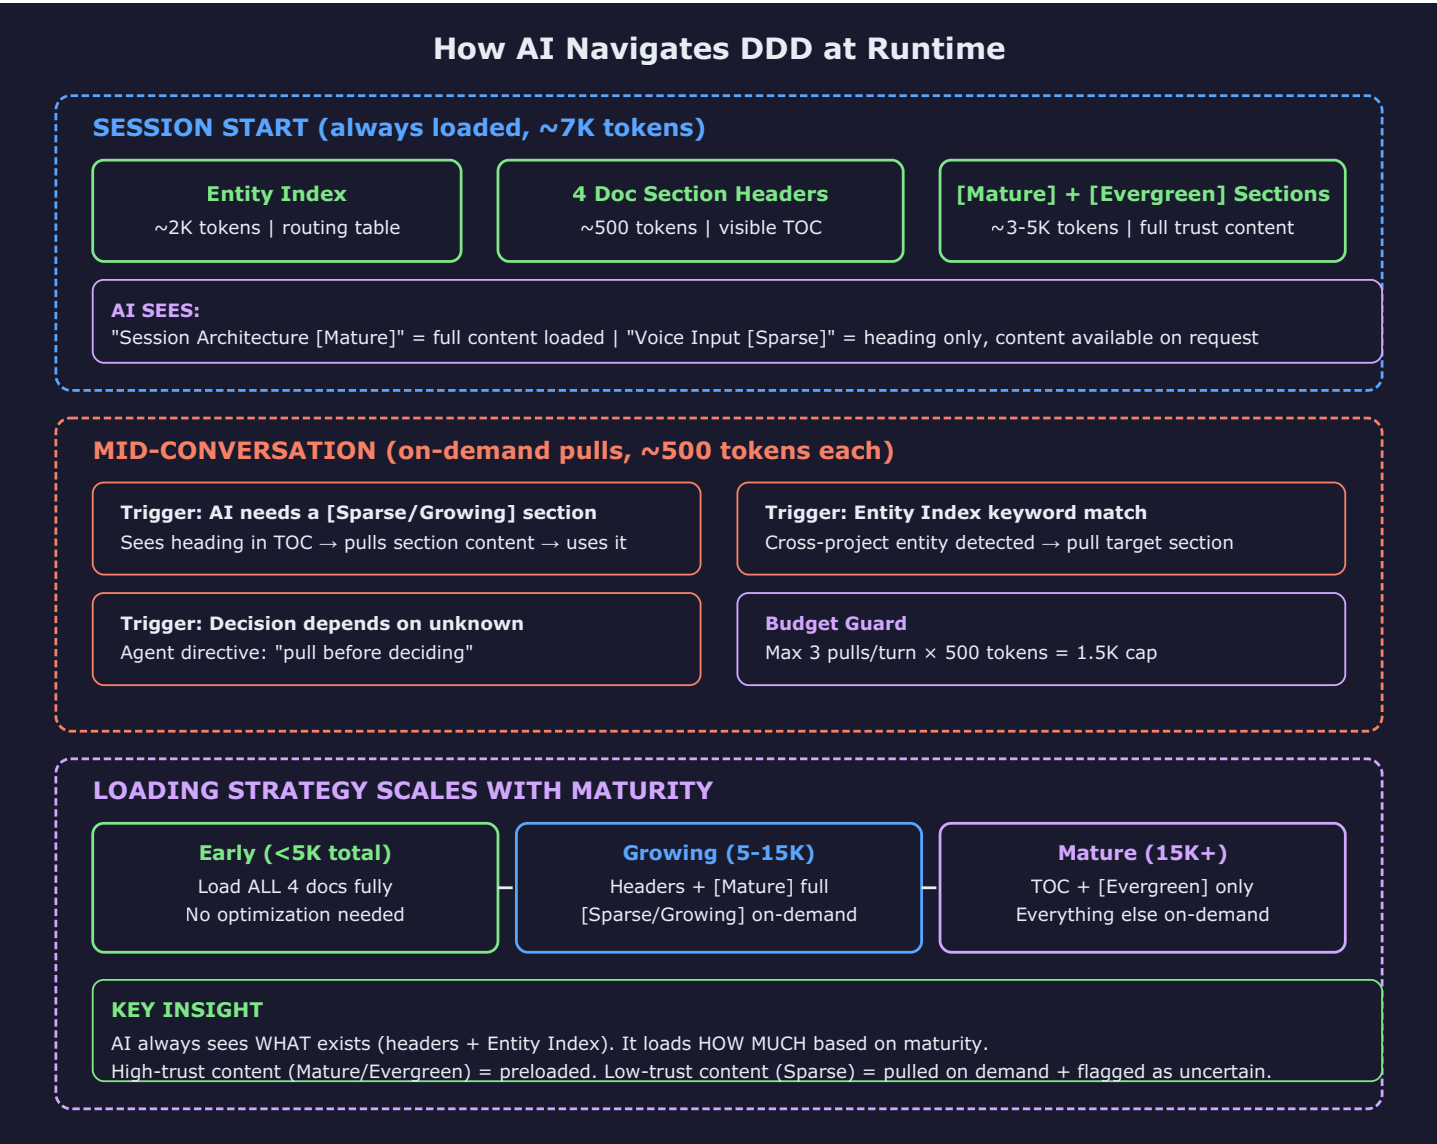 How AI Navigates DDD at Runtime
SESSION START (always loaded, ~7K tokens)
Entity Index
~2K tokens | routing table
4 Doc Section Headers
~500 tokens | visible TOC
[Mature] + [Evergreen] Sections
~3-5K tokens | full trust content
AI SEES:
"Session Architecture [Mature]" = full content loaded | "Voice Input [Sparse]" = heading only, content available on request
MID-CONVERSATION (on-demand pulls, ~500 tokens each)
Trigger: AI needs a [Sparse/Growing] section
Sees heading in TOC → pulls section content → uses it
Trigger: Entity Index keyword match
Cross-project entity detected → pull target section
Trigger: Decision depends on unknown
Agent directive: "pull before deciding"
Budget Guard
Max 3 pulls/turn × 500 tokens = 1.5K cap
LOADING STRATEGY SCALES WITH MATURITY
Early (<5K total)
Load ALL 4 docs fully
No optimization needed
Growing (5-15K)
Headers + [Mature] full
[Sparse/Growing] on-demand
Mature (15K+)
TOC + [Evergreen] only
Everything else on-demand
KEY INSIGHT
AI always sees WHAT exists (headers + Entity Index). It loads HOW MUCH based on maturity.
High-trust content (Mature/Evergreen) = preloaded. Low-trust content (Sparse) = pulled on demand + flagged as uncertain.